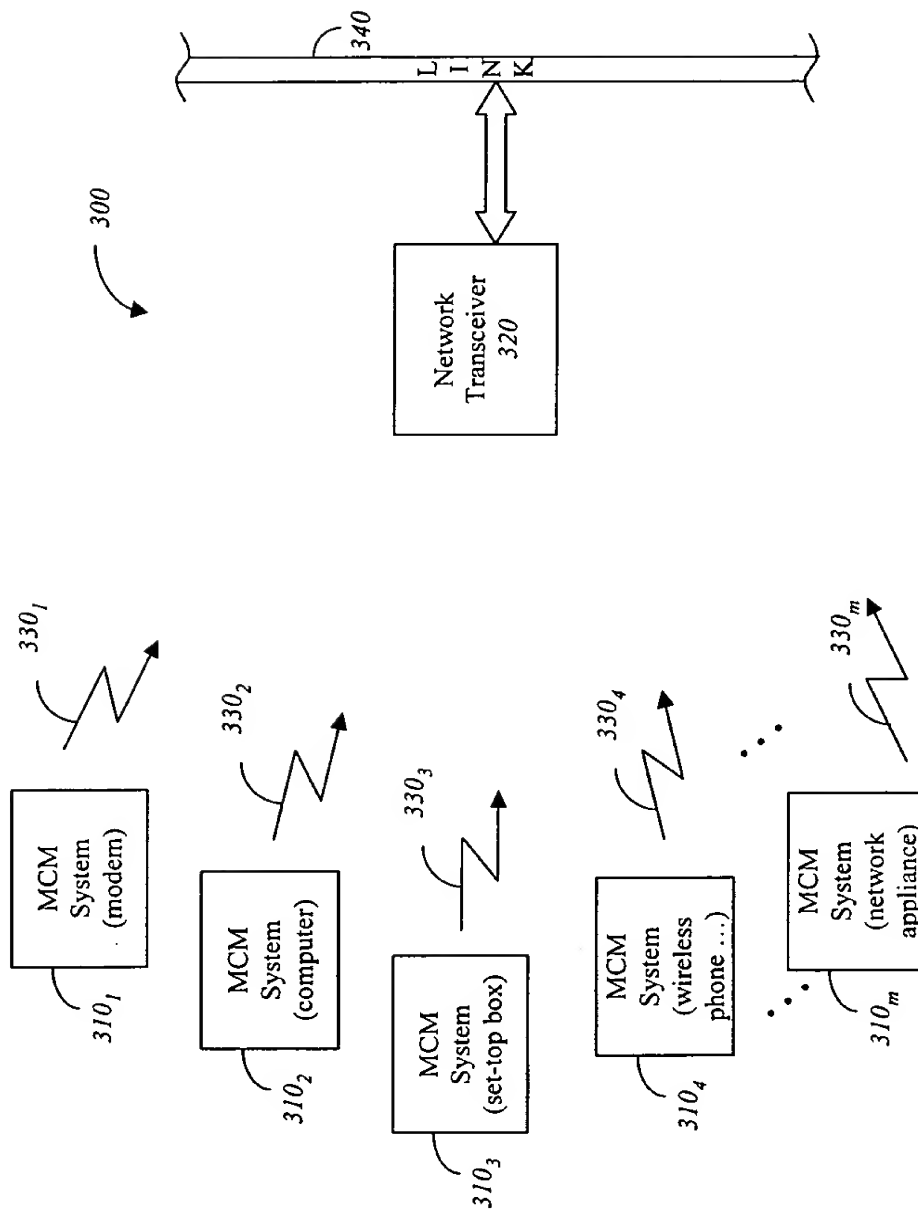 300
340
L
I
N
K
Network
Transceiver
320
330₁
330₂
330₃
330₄
330ₘ
MCM
System
(modem)
310₁
MCM
System
(computer)
310₂
MCM
System
(set-top box)
310₃
MCM
System
(wireless
phone ...)
310₄
MCM
System
(network
appliance)
310ₘ